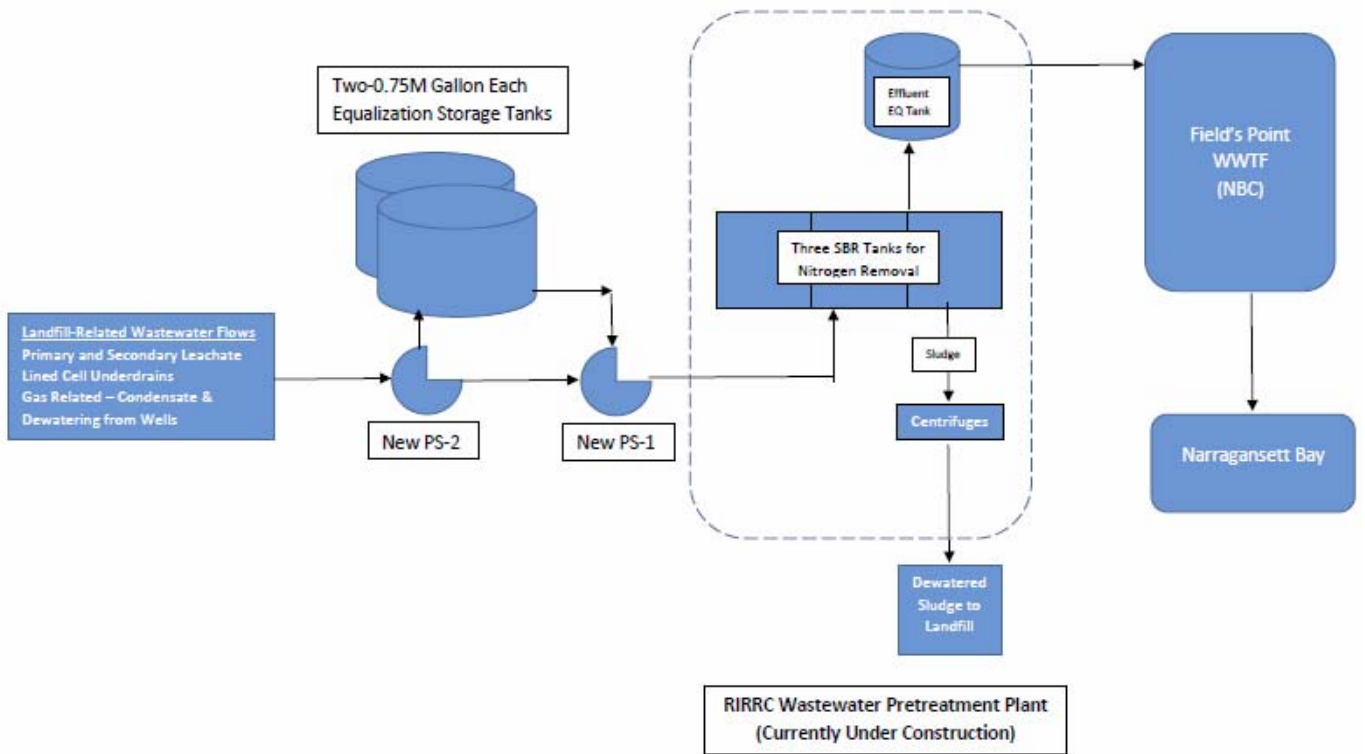 Two-0.75M Gallon Each
Equalization Storage Tanks
Landfill-Related Wastewater Flows
Primary and Secondary Leachate
Lined Cell Underdrains
Gas Related – Condensate &
Dewatering from Wells
New PS-2
New PS-1
Effluent
EQ Tank
Three SBR Tanks for
Nitrogen Removal
Sludge
Centrifuges
Dewatered
Sludge to
Landfill
RIRRC Wastewater Pretreatment Plant
(Currently Under Construction)
Field's Point
WWTF
(NBC)
Narragansett Bay